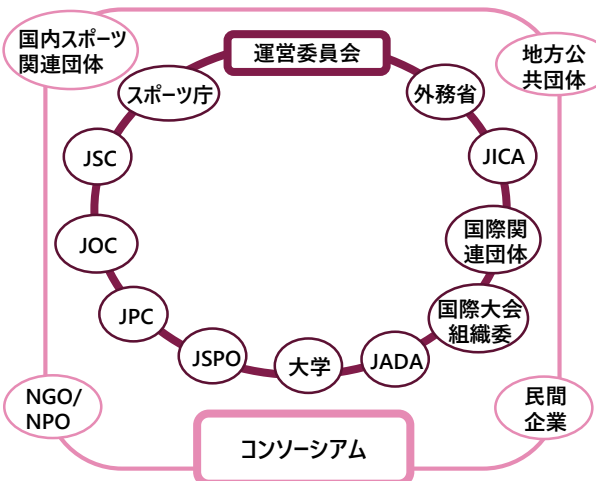 国内スポーツ
関連団体
運営委員会
地方公
共団体
スポーツ庁
外務省
JSC
JICA
JOC
国際関
連団体
JPC
国際大会
組織委
JSPO
大学
JADA
NGO/
NPO
民間
企業
コンソーシアム